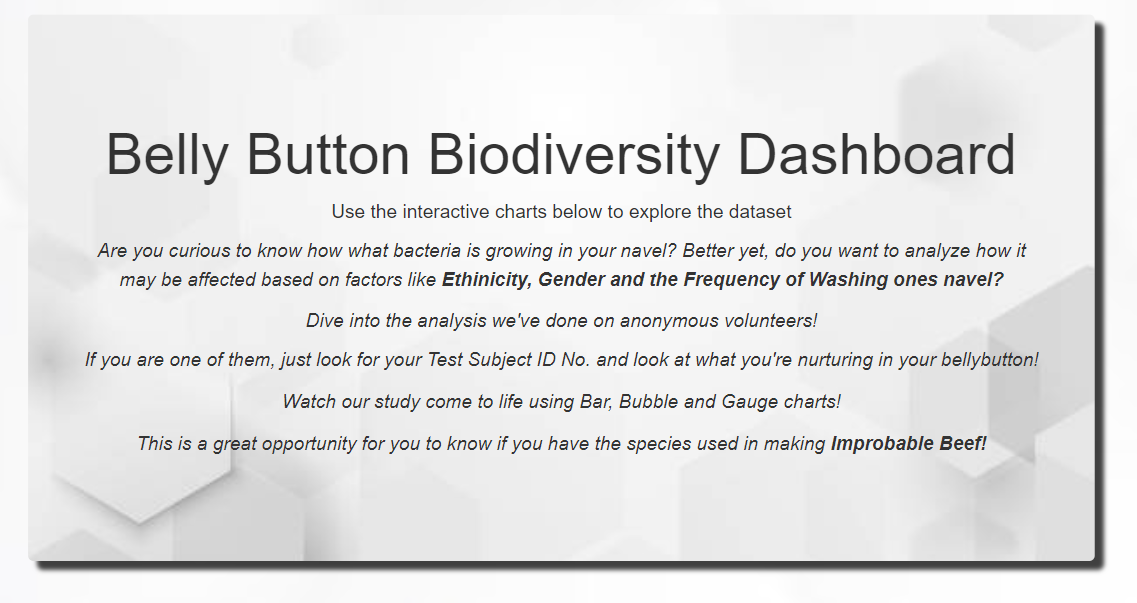 Belly Button Biodiversity Dashboard
Use the interactive charts below to explore the dataset
Are you curious to know how what bacteria is growing in your navel? Better yet, do you want to analyze how it
may be affected based on factors like Ethinicity, Gender and the Frequency of Washing ones navel?
Dive into the analysis we've done on anonymous volunteers!
If you are one of them, just look for your Test Subject ID No. and look at what you're nurturing in your bellybutton!
Watch our study come to life using Bar, Bubble and Gauge charts!
This is a great opportunity for you to know if you have the species used in making Improbable Beef!